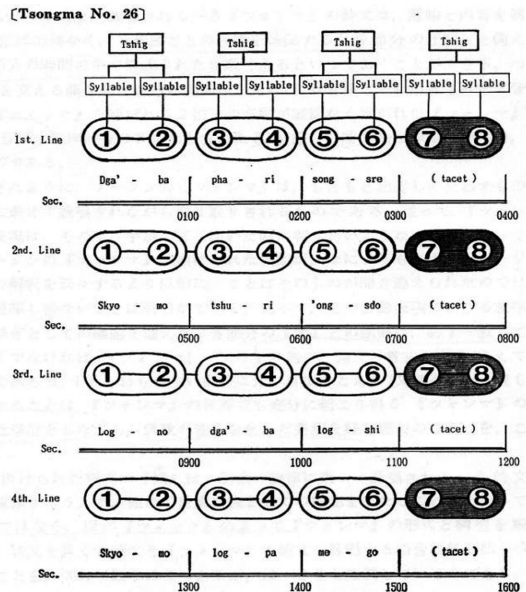 [Tsongma No. 26]
Tshig Tshig Tshig Tshig
Syllable Syllable Syllable Syllable Syllable Syllable Syllable Syllable
1st. Line 1 2 3 4 5 6 7 8
Dga' - ba pha - ri song - sre (tacet)
Sec. 0100 0200 0300 0400
2nd. Line 1 2 3 4 5 6 7 8
Skyo - mo tshu - ri 'ong - sdo (tacet)
Sec. 0500 0600 0700 0800
3rd. Line 1 2 3 4 5 6 7 8
Log - no dga' - ba log - shi (tacet)
Sec. 0900 1000 1100 1200
4th. Line 1 2 3 4 5 6 7 8
Skyo - mo log - pa ma - go (tacet)
Sec. 1300 1400 1500 1600